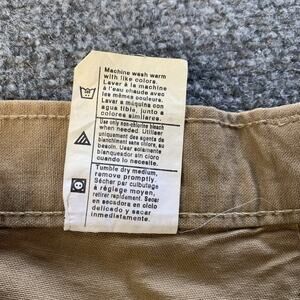 Machine wash warm
with like colors.
Laver à la machine
à l'eau chaude avec
les mêmes couleurs.
Lavar a máquina con
agua tibia, junto a
colores similares.
Use only non-chlorine bleach
when needed. Utiliser
uniquement des agents de
blanchiment sans chlore, au
besoin. Usar solamente
blanqueador sin cloro
cuando lo necesite.
Tumble dry medium,
remove promptly.
Sécher par culbutage
à réglage moyen,
retirer rapidement.
Secar en secadora en ciclo
delicado y sacar
inmediatamente.